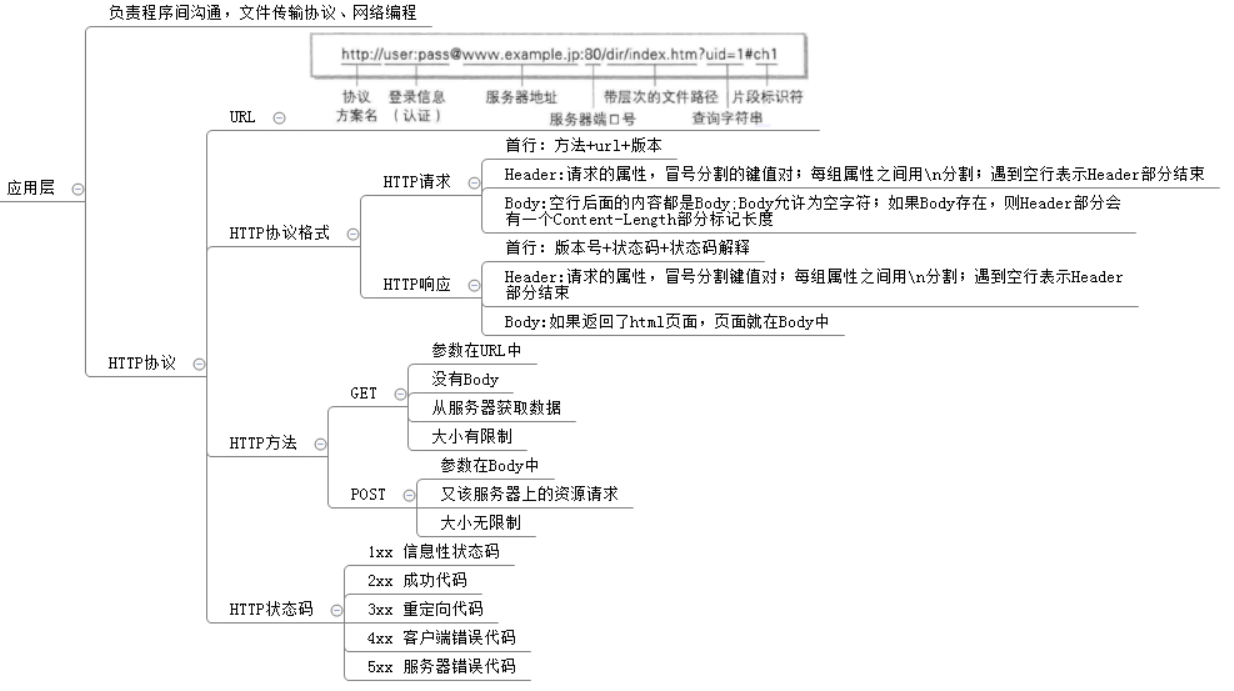 负责程序间沟通，文件传输协议、网络编程
http://user:pass@www.example.jp:80/dir/index.htm?uid=1#ch1
协议
方案名
登录信息
（认证）
服务器地址
服务器端口号
带层次的文件路径
查询字符串
片段标识符
URL
首行：方法+url+版本
HTTP请求
Header:请求的属性，冒号分割的键值对；每组属性之间用\n分割；遇到空行表示Header部分结束
应用层
Body:空行后面的内容都是Body;Body允许为空字符；如果Body存在，则Header部分会
有一个Content-Length部分标记长度
HTTP协议格式
首行：版本号+状态码+状态码解释
HTTP响应
Header:请求的属性，冒号分割键值对；每组属性之间用\n分割；遇到空行表示Header
部分结束
Body:如果返回了html页面，页面就在Body中
HTTP协议
参数在URL中
GET
没有Body
从服务器获取数据
大小有限制
HTTP方法
参数在Body中
POST
又该服务器上的资源请求
大小无限制
1xx 信息性状态码
2xx 成功代码
HTTP状态码
3xx 重定向代码
4xx 客户端错误代码
5xx 服务器错误代码